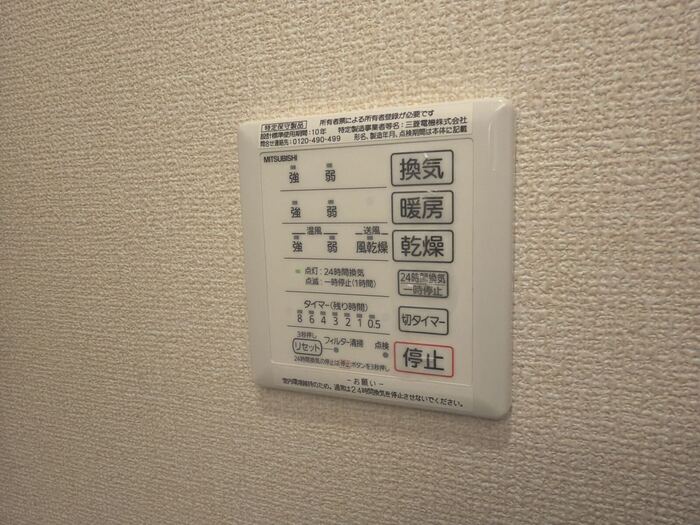 特定保守製品 所有者票による所有者登録が必要です
設計標準使用期間:10年 特定製造事業者等名:三菱電機株式会社
問合せ連絡先:0120-490-499 形名、製造年月、点検期間は本体に記載
MITSUBISHI
強 弱 換気
強 弱 暖房
温風 送風
強 弱 風乾燥 乾燥
点灯:24時間換気
点滅:一時停止(1時間)
24時間換気
一時停止
タイマー(残り時間)
8 6 4 3 2 1 0.5
切タイマー
3秒押し
リセット フィルター清掃 点検
停止
24時間換気の停止は停止ボタンを3秒押し
-お願い-
室内環境維持のため、通常は24時間換気を停止させないでください。